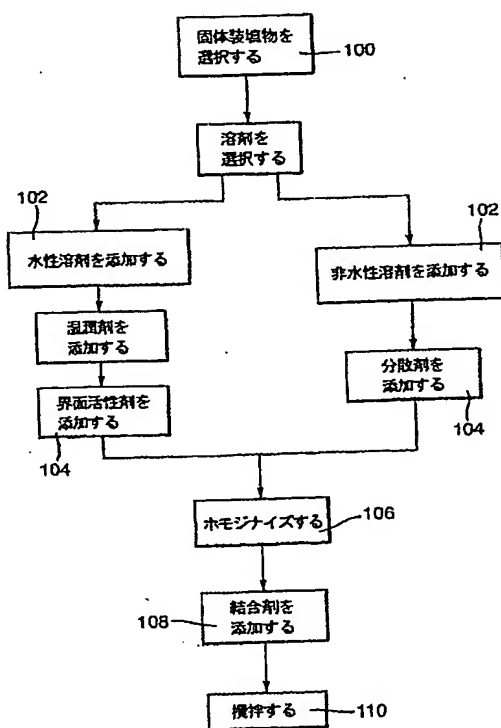 固体装填物を
選択する
100
溶剤を
選択する
102
水性溶剤を添加する
102
非水性溶剤を添加する
湿潤剤を
添加する
分散剤を
添加する
104
界面活性剤を
添加する
104
ホモジナイズする
106
108
結合剤を
添加する
攪拌する
110